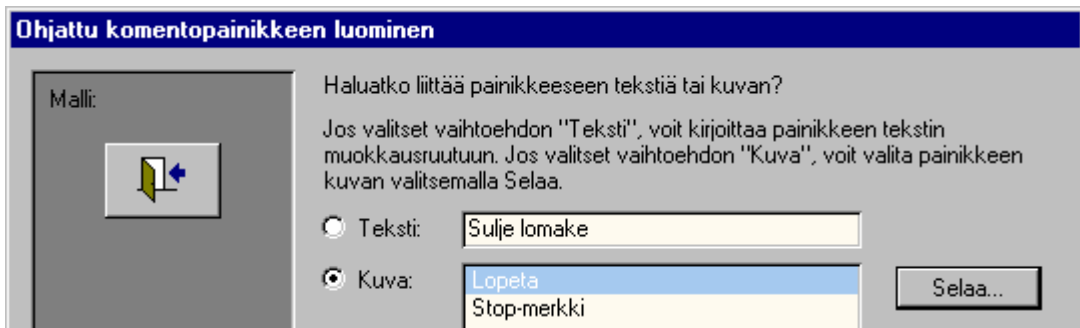 Ohjattu komentopainikkeen luominen
Malli:
Haluatko liittää painikkeeseen tekstiä tai kuvan?
Jos valitset vaihtoehdon "Teksti", voit kirjoittaa painikkeen tekstin
muokkausruutuun. Jos valitset vaihtoehdon "Kuva", voit valita painikkeen
kuvan valitsemalla Selaa.
Teksti: Sulje lomake
Kuva: Lopeta
Selaa...
Stop-merkki